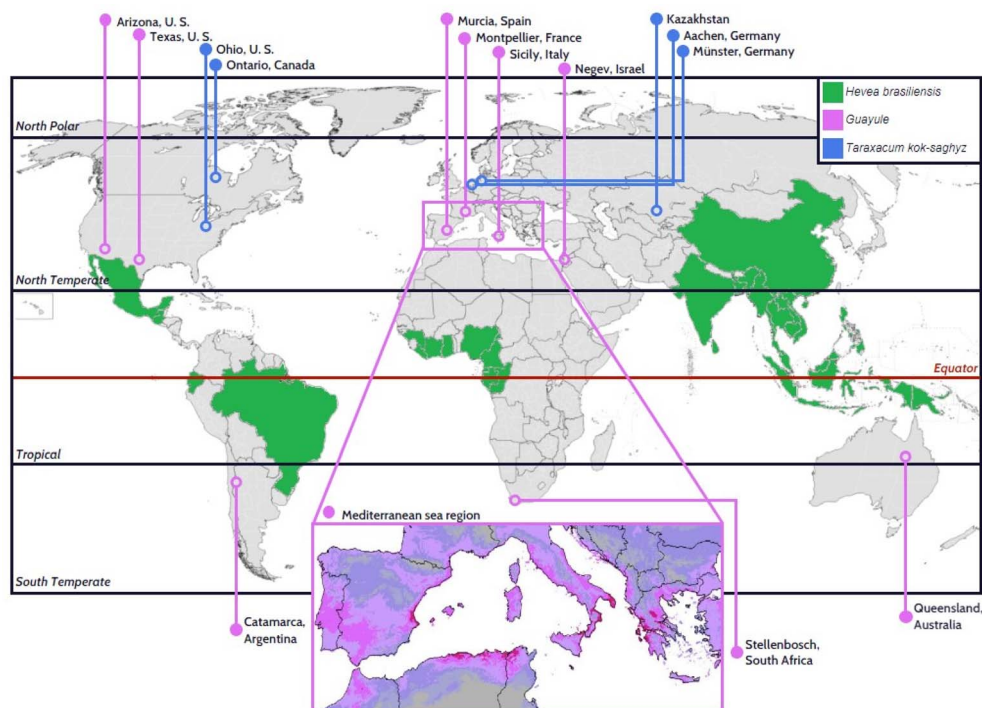 Arizona, U. S.
Texas, U. S.
Ohio, U. S.
Ontario, Canada
Murcia, Spain
Montpellier, France
Sicily, Italy
Negev, Israel
Kazakhstan
Aachen, Germany
Münster, Germany
Hevea brasiliensis
Guayule
Taraxacum kok-saghyz
North Polar
North Temperate
Equator
Tropical
Mediterranean sea region
South Temperate
Catamarca,
Argentina
Stellenbosch,
South Africa
Queensland,
Australia